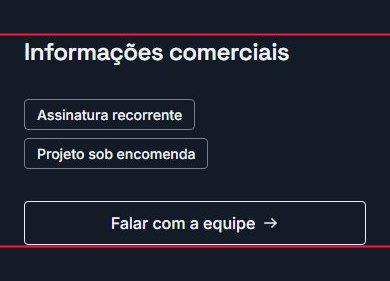 Informações comerciais
Assinatura recorrente
Projeto sob encomenda
Falar com a equipe →